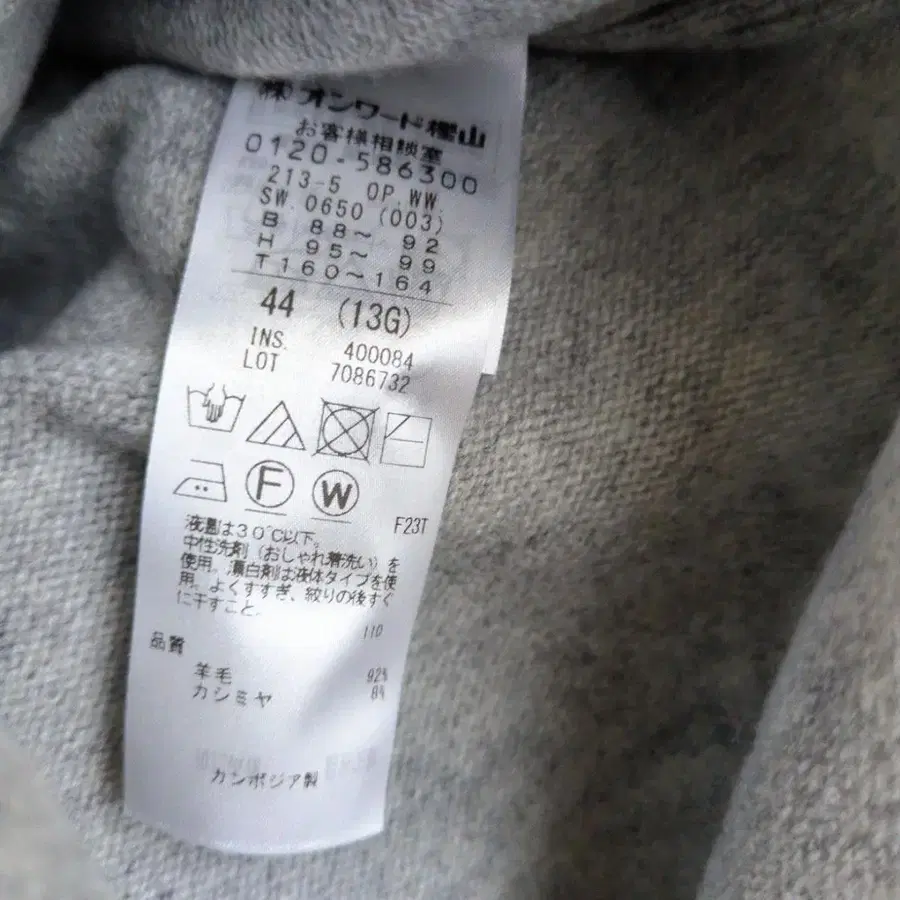 (株)オンワード樫山
お客様相談室
0120-586300
213-5 OP.WW.
SW.0650 (003)
B 88～ 92
H 95～ 99
T160～164
44 (13G)
INS. 400084
LOT 7086732
F W
F23T
液温は30℃以下。
中性洗剤（おしゃれ着洗い）を
使用。漂白剤は液体タイプを使
用。よくすすぎ、絞りの後すぐ
に干すこと。
110
品質
羊毛 92%
カシミヤ 8%
カンボジア製